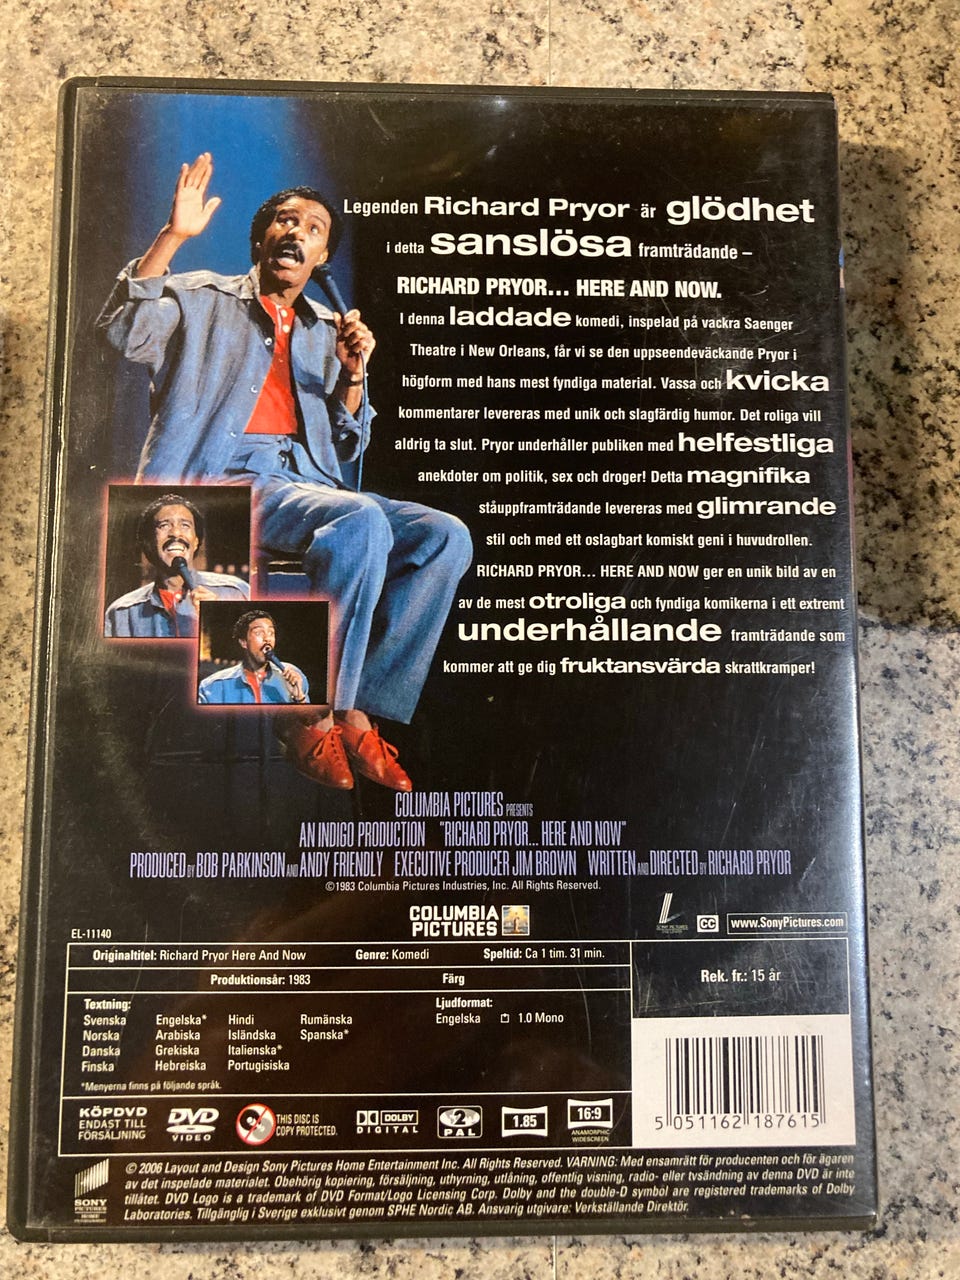 Legenden Richard Pryor är glödhet
i detta sanslösa framträdande –
RICHARD PRYOR... HERE AND NOW.
I denna laddade komedi, inspelad på vackra Saenger
Theatre i New Orleans, får vi se den uppseendeväckande Pryor i
högform med hans mest fyndiga material. Vassa och kvicka
kommentarer levereras med unik och slagfärdig humor. Det roliga vill
aldrig ta slut. Pryor underhåller publiken med helfestliga
anekdoter om politik, sex och droger! Detta magnifika
ståuppframträdande levereras med glimrande
stil och med ett oslagbart komiskt geni i huvudrollen.
RICHARD PRYOR... HERE AND NOW ger en unik bild av en
av de mest otroliga och fyndiga komikerna i ett extremt
underhållande framträdande som
kommer att ge dig fruktansvärda skrattkramper!
COLUMBIA PICTURES PRESENTS
AN INDIGO PRODUCTION "RICHARD PRYOR... HERE AND NOW"
PRODUCED BY BOB PARKINSON AND ANDY FRIENDLY EXECUTIVE PRODUCER JIM BROWN WRITTEN AND DIRECTED BY RICHARD PRYOR
©1983 Columbia Pictures Industries, Inc. All Rights Reserved.
COLUMBIA
PICTURES
CC
www.SonyPictures.com
EL-11140
Originaltitel: Richard Pryor Here And Now Genre: Komedi Speltid: Ca 1 tim. 31 min.
Produktionsår: 1983 Färg
Rek. fr.: 15 år
Textning:
Svenska Engelska* Hindi Rumänska
Norska Arabiska Isländska Spanska*
Danska Grekiska Italienska*
Finska Hebreiska Portugisiska
*Menyerna finns på följande språk.
Ljudformat:
Engelska 1.0 Mono
KÖPDVD
ENDAST TILL
FÖRSÄLJNING
DVD
VIDEO
THIS DISC IS
COPY PROTECTED.
DOLBY
DIGITAL
2
PAL
1.85
16:9
ANAMORPHIC
WIDESCREEN
5 051162 187615
SONY
PICTURES
HOME
ENTERTAINMENT
© 2006 Layout and Design Sony Pictures Home Entertainment Inc. All Rights Reserved. VARNING: Med ensamrätt för producenten och för ägaren
av det inspelade materialet. Obehörig kopiering, försäljning, uthyrning, utlåning, offentlig visning, radio- eller tvsändning av denna DVD är inte
tillåtet. DVD Logo is a trademark of DVD Format/Logo Licensing Corp. Dolby and the double-D symbol are registered trademarks of Dolby
Laboratories. Tillgänglig i Sverige exklusivt genom SPHE Nordic AB. Ansvarig utgivare: Verkställande Direktör.